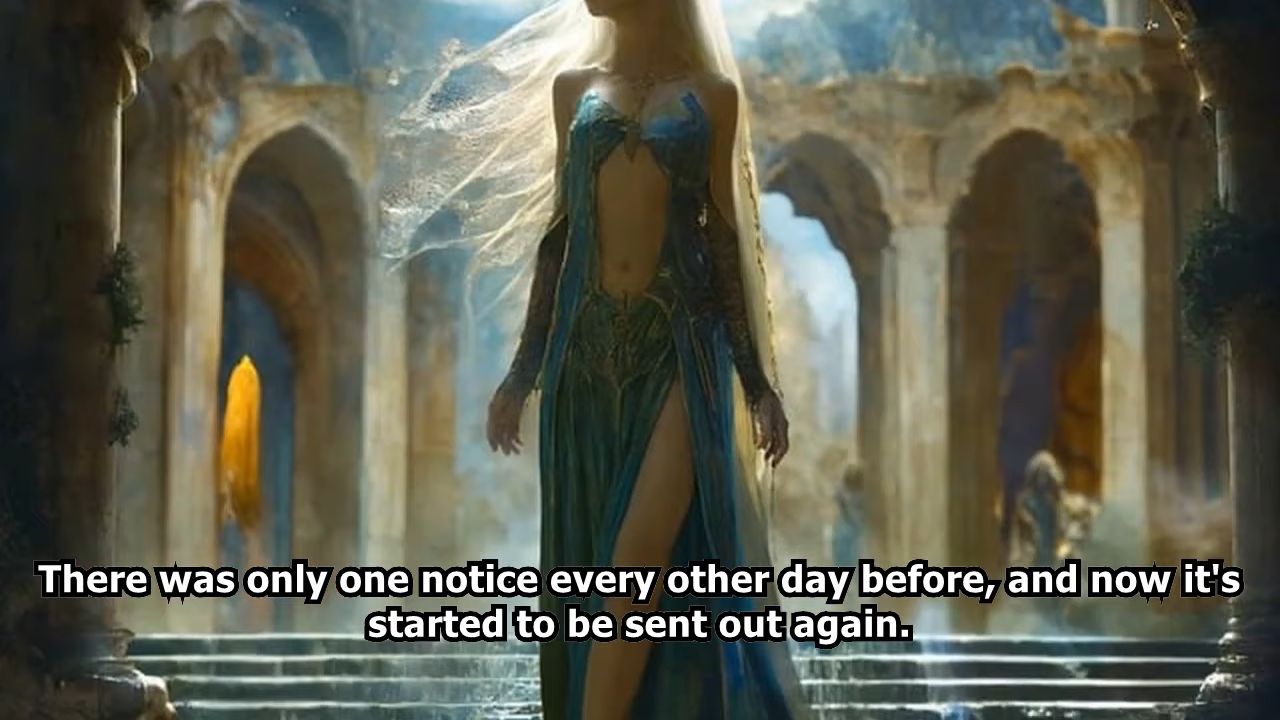 There was only one notice every other day before, and now it's
started to be sent out again.